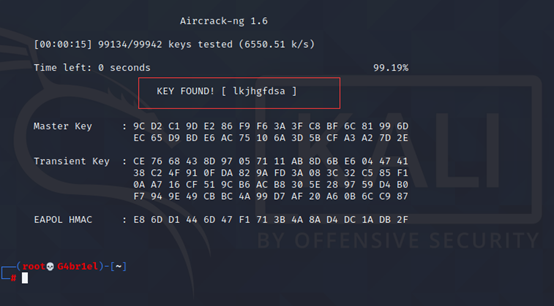 Aircrack-ng 1.6
[00:00:15] 99134/99942 keys tested (6550.51 k/s)
Time left: 0 seconds 99.19%
KEY FOUND! [ lkjhgfdsa ]
Master Key : 9C D2 C1 9D E2 86 F9 F6 3A 3F C8 BF 6C 81 99 6D
EC 65 D9 BD E6 AC 75 10 6A 3D 5B CF A3 A2 7D 2E
Transient Key : CE 76 68 43 8D 97 05 71 11 AB 8D 6B E6 04 47 41
38 C2 4F 91 0F DA 82 9A FD 3A 08 3C 32 C5 85 F1
0A A7 16 CF 51 9C B6 AC B8 30 5E 28 97 59 D4 B0
F7 94 9E 49 CB BC 4A 99 D7 AF 20 A6 0B 6C C9 87
EAPOL HMAC : E8 6D D1 44 6D 47 F1 71 3B 4A 8A D4 DC 1A DB 2F
KALI
BY OFFENSIVE SECURITY
(root💀G4br1el)-[~]
#